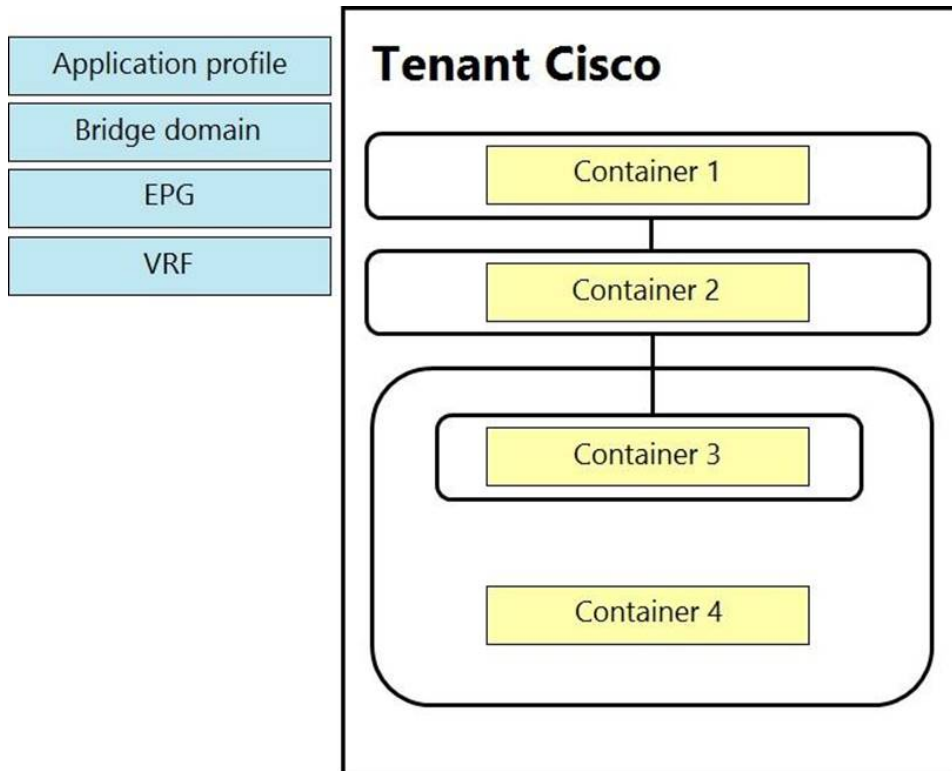 Application profile
Bridge domain
EPG
VRF
Tenant Cisco
Container 1
Container 2
Container 3
Container 4